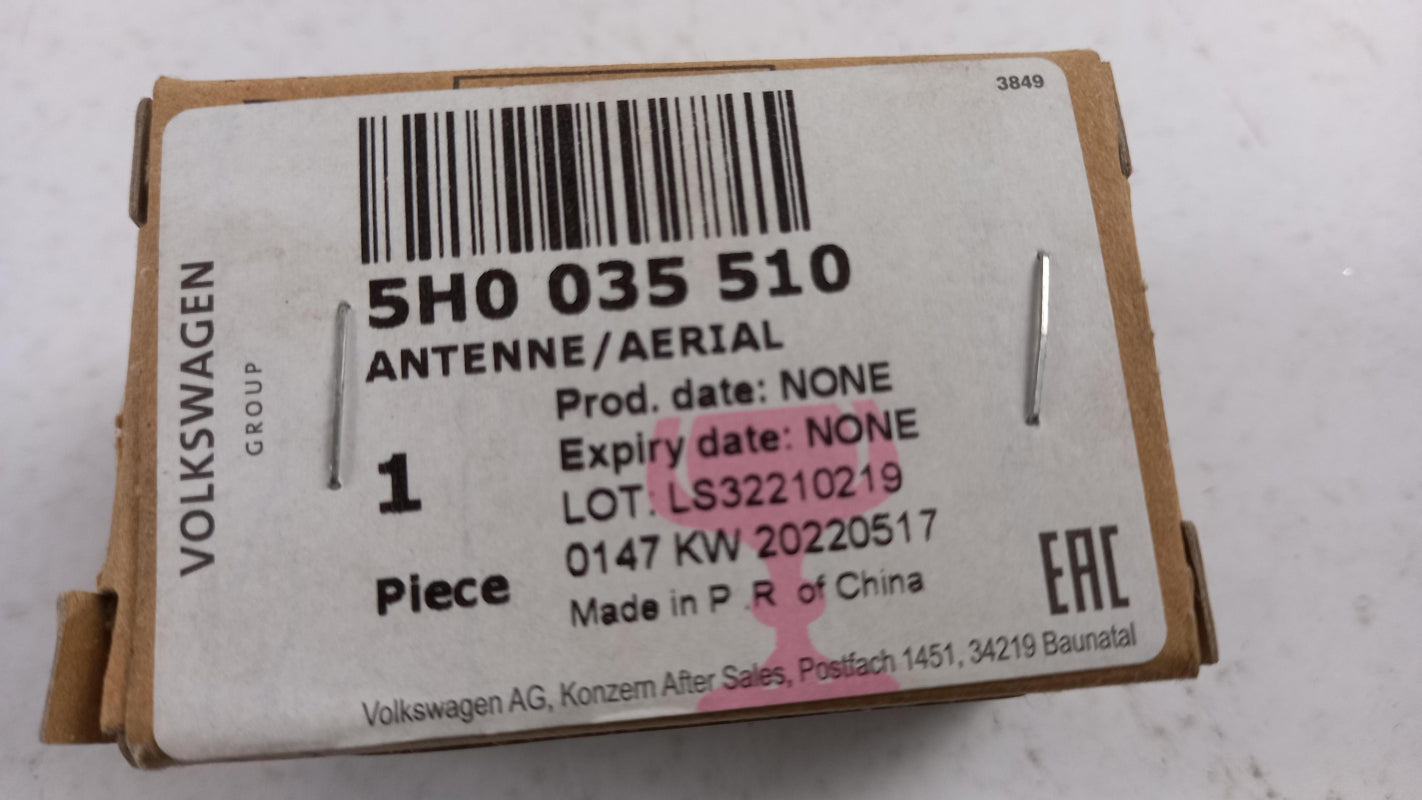 3849
VOLKSWAGEN
GROUP
5H0 035 510
ANTENNE/AERIAL
1
Piece
Prod. date: NONE
Expiry date: NONE
LOT: LS32210219
0147 KW 20220517
Made in P .R of China
EAC
Volkswagen AG, Konzern After Sales, Postfach 1451, 34219 Baunatal